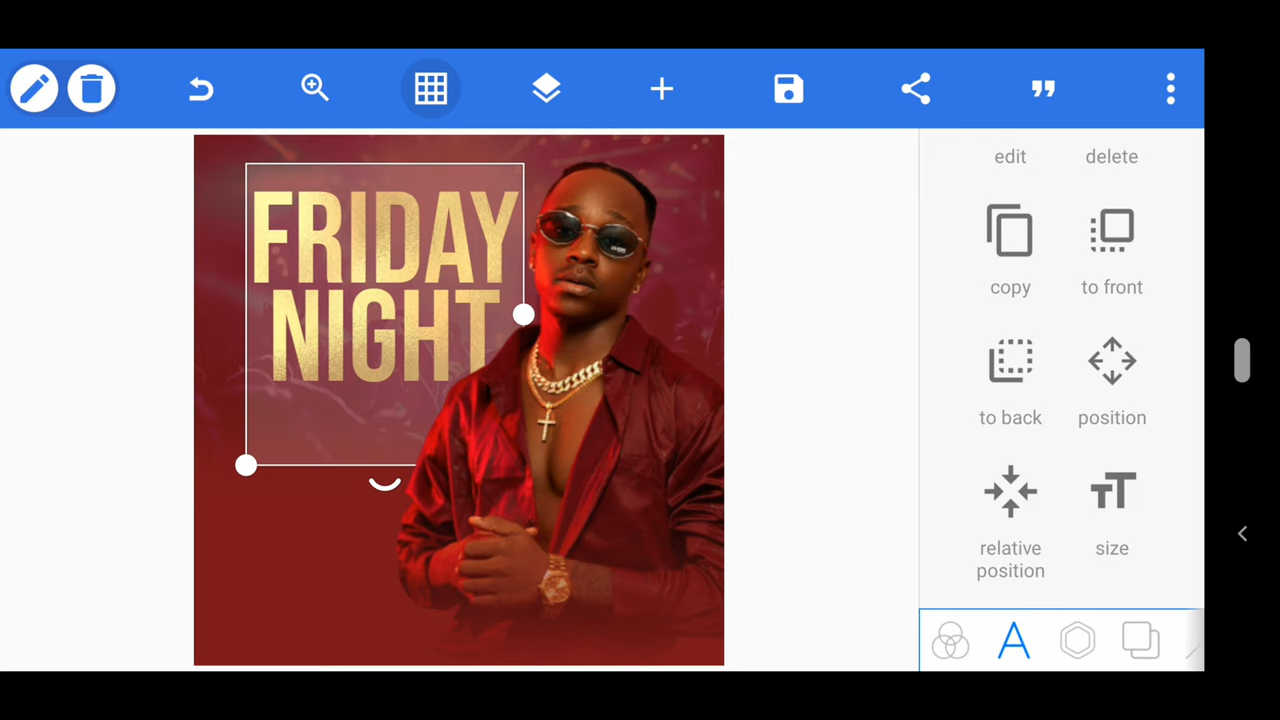 edit
delete
FRIDAY
NIGHT
copy
to front
to back
position
relative
position
size